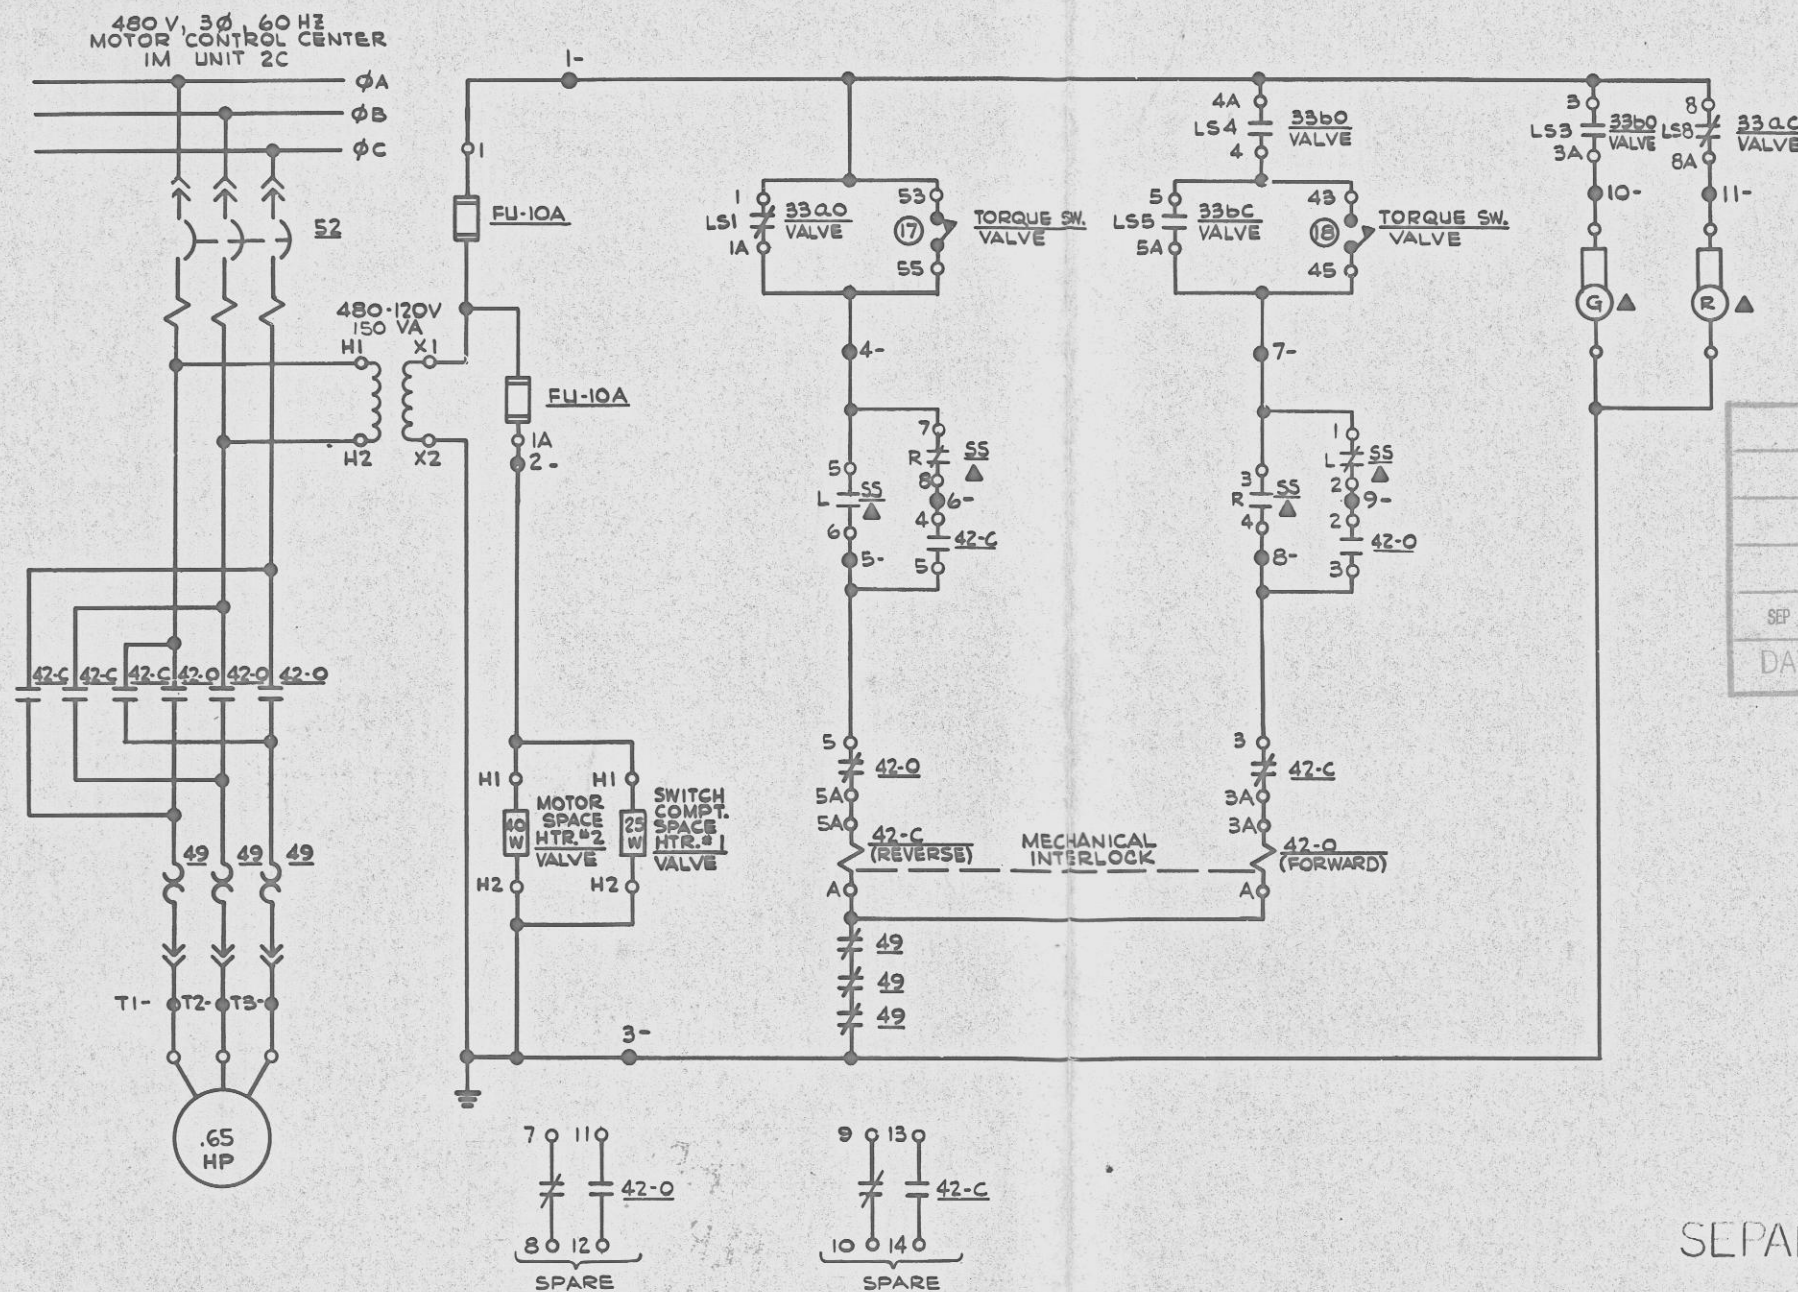 480 V, 3Ø, 60 HZ
MOTOR CONTROL CENTER
1M UNIT 2C
ØA
ØB
ØC
52
480-120V
150 VA
H1
X1
H2
X2
1-
1
FU-10A
FU-10A
1A
2-
1
LS1
1A
33a0
VALVE
53
17
55
TORQUE SW.
VALVE
4-
5
L
SS
6
5-
7
R
SS
8
6-
4
42-C
5
4A
LS4
4
33b0
VALVE
5
LS5
5A
33bC
VALVE
43
18
45
TORQUE SW.
VALVE
7-
3
R
SS
4
8-
1
L
SS
2
9-
2
42-O
3
3
LS3
3A
33b0
VALVE
8
LS8
8A
33aC
VALVE
10-
11-
G
R
SEP
DA
42-C
42-C
42-C
42-O
42-O
42-O
49
49
49
T1-
T2-
T3-
.65
HP
H1
40
W
H2
MOTOR
SPACE
HTR.#2
VALVE
H1
25
W
H2
SWITCH
COMPT.
SPACE
HTR.#1
VALVE
3-
5
42-O
5A
5A
42-C
(REVERSE)
A
MECHANICAL
INTERLOCK
3
42-C
3A
3A
42-O
(FORWARD)
A
49
49
49
7
11
42-O
8
12
SPARE
9
13
42-C
10
14
SPARE
SEPA